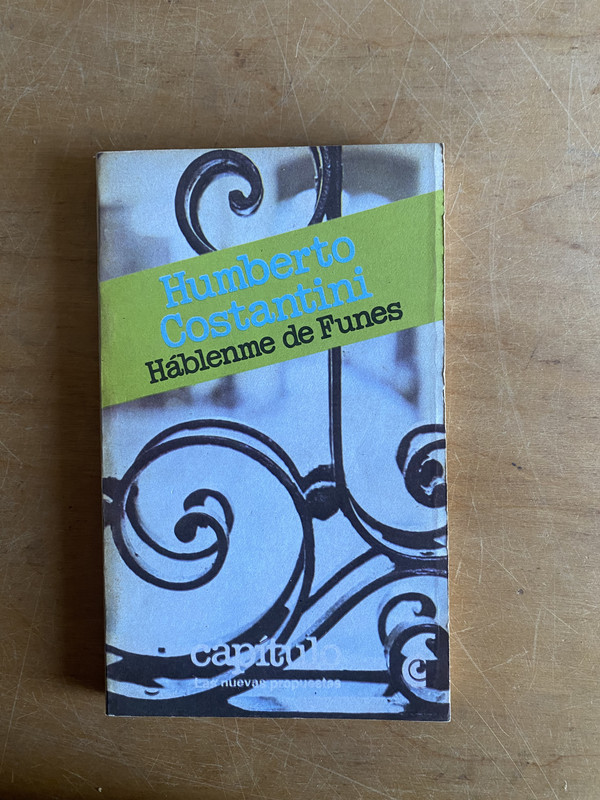 Humberto
Costantini
Háblenme de Funes
capítulo
Las nuevas propuestas